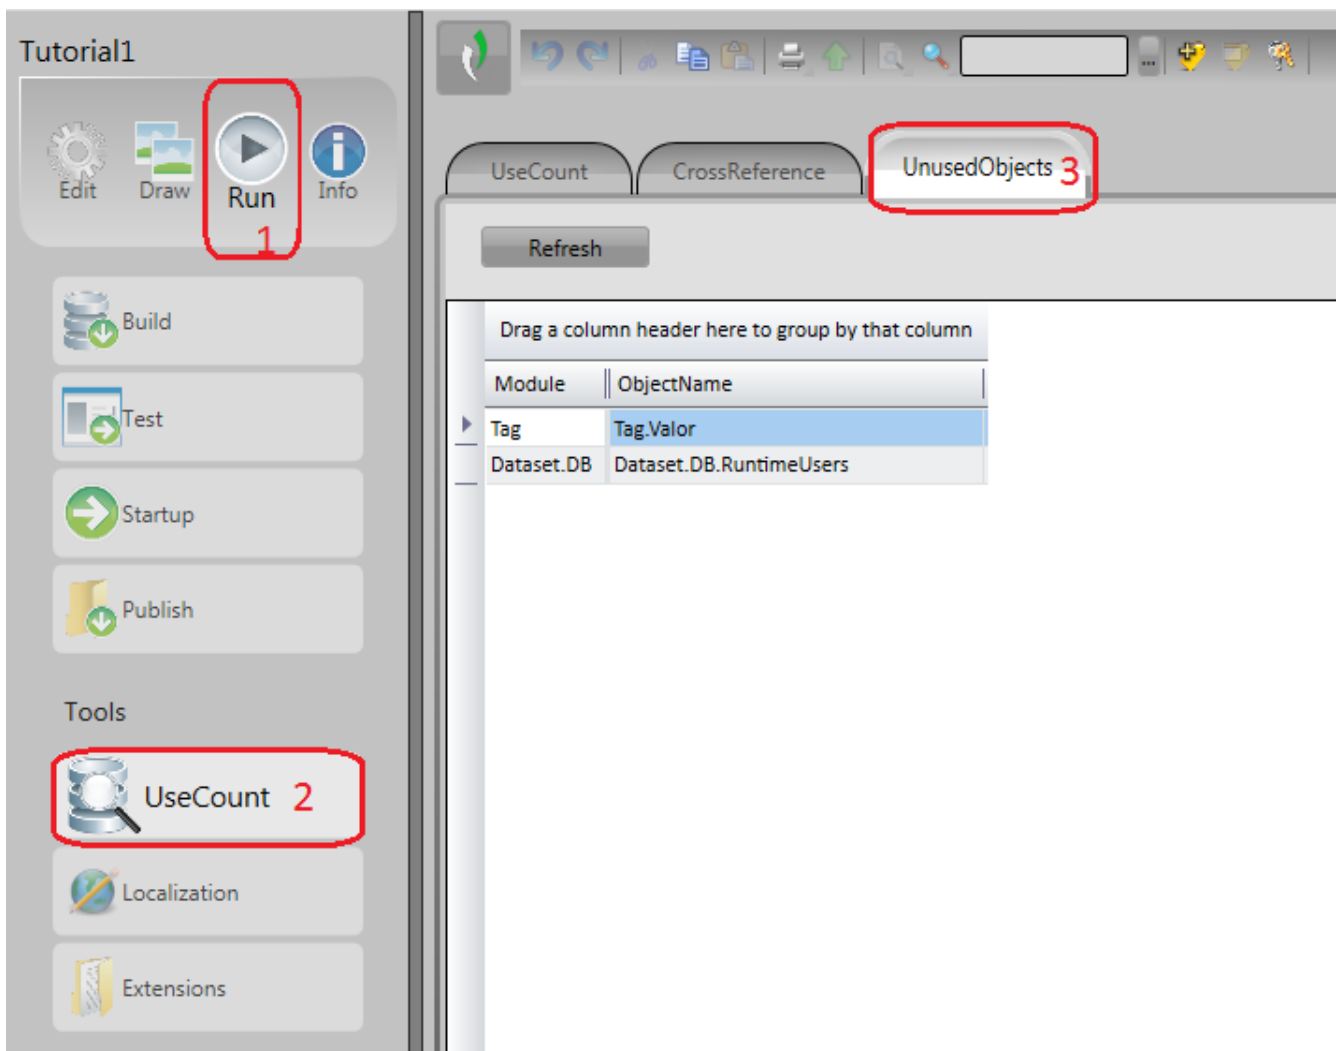 Tutorial1
Edit
Draw
Run
Info
1
Build
Test
Startup
Publish
Tools
UseCount 2
Localization
Extensions
...
UseCount
CrossReference
UnusedObjects 3
Refresh
Drag a column header here to group by that column
Module ObjectName
Tag Tag.Valor
Dataset.DB Dataset.DB.RuntimeUsers